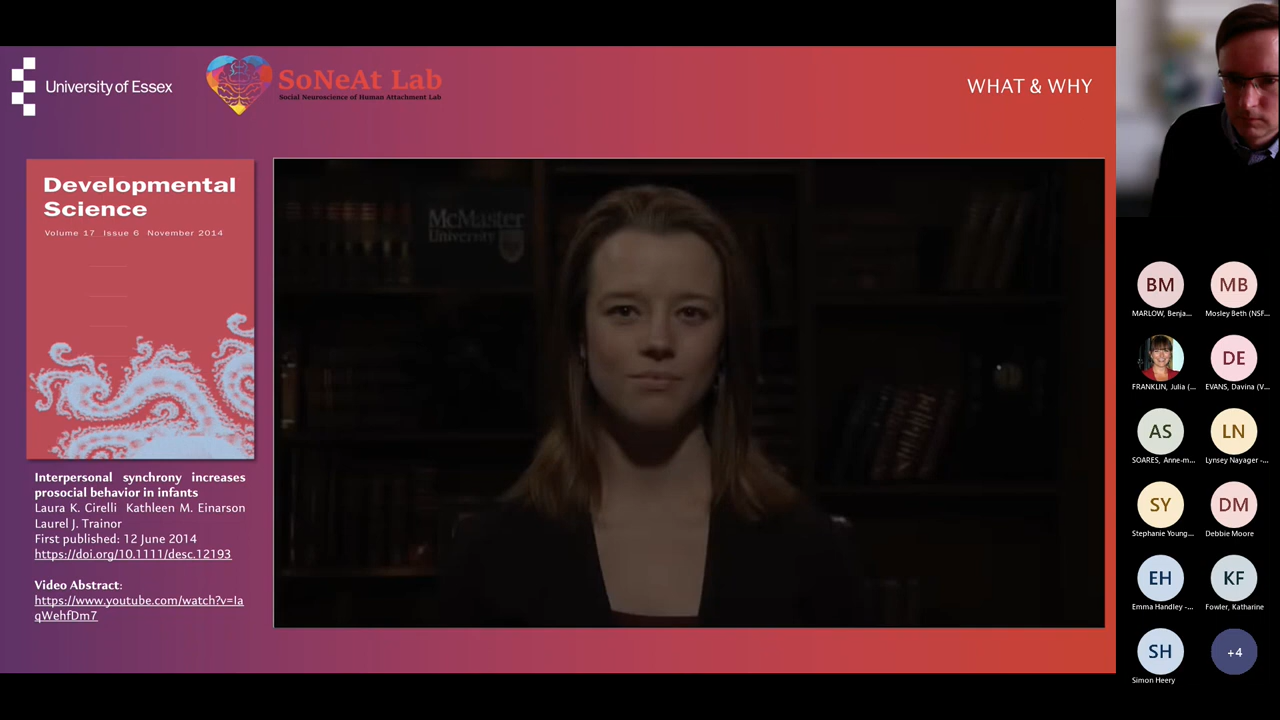 University of Essex
SoNeAt Lab
Social Neuroscience of Human Attachment Lab
WHAT & WHY
Developmental
Science
Volume 17 Issue 6 November 2014
McMaster
University
Interpersonal synchrony increases
prosocial behavior in infants
Laura K. Cirelli Kathleen M. Einarson
Laurel J. Trainor
First published: 12 June 2014
https://doi.org/10.1111/desc.12193
Video Abstract:
https://www.youtube.com/watch?v=Ia
qWehfDm7
BM
MARLOW, Benja...
MB
Mosley Beth (NSF...
FRANKLIN, Julia (...
DE
EVANS, Davina (V...
AS
SOARES, Anne-m...
LN
Lynsey Nayager -...
SY
Stephanie Young...
DM
Debbie Moore
EH
Emma Handley -...
KF
Fowler, Katharine
SH
Simon Heery
+4